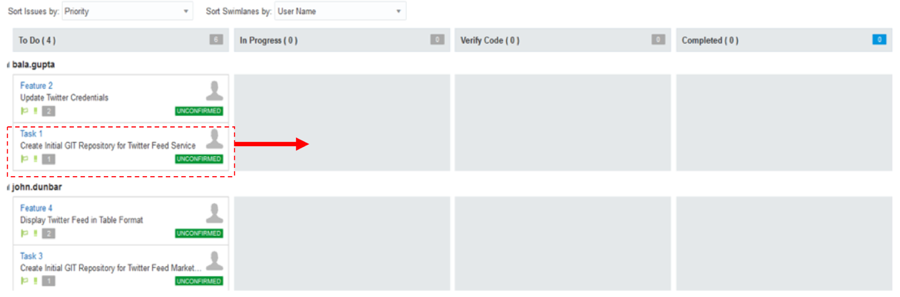 Sort Issues by: Priority Sort Swimlanes by: User Name
To Do ( 4 ) 6 In Progress ( 0 ) 0 Verify Code ( 0 ) 0 Completed ( 0 ) 0
bala.gupta
Feature 2
Update Twitter Credentials
2 UNCONFIRMED
Task 1
Create Initial GIT Repository for Twitter Feed Service
1 UNCONFIRMED
john.dunbar
Feature 4
Display Twitter Feed in Table Format
2 UNCONFIRMED
Task 3
Create Initial GIT Repository for Twitter Feed Market...
1 UNCONFIRMED